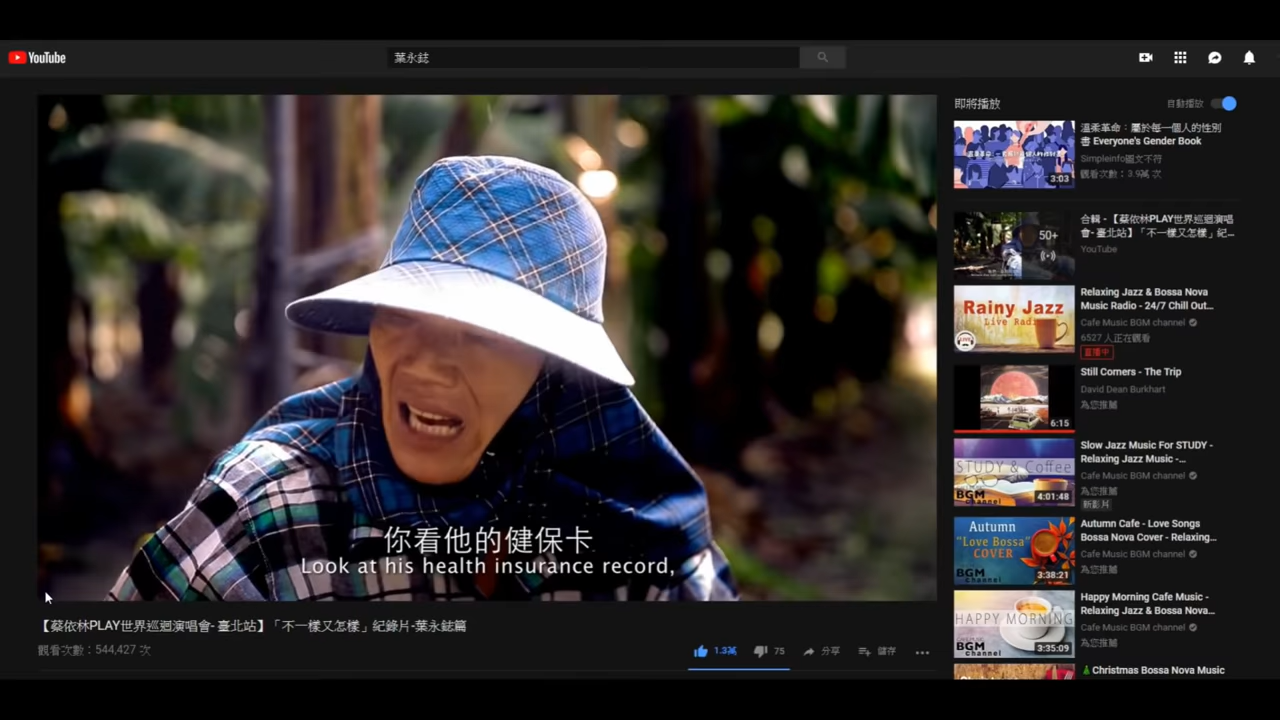 YouTube
葉永鋕
你看他的健保卡
Look at his health insurance record,
【蔡依林PLAY世界巡迴演唱會- 臺北站】「不一樣又怎樣」紀錄片-葉永鋕篇
觀看次數：544,427 次
1.3萬
75
分享
儲存
即將播放
自動播放
溫柔革命：屬於每一個人的性別
書 Everyone's Gender Book
Simpleinfo圖文不符
觀看次數：3.9萬 次
3:03
合輯 -【蔡依林PLAY世界巡迴演唱
會- 臺北站】「不一樣又怎樣」紀...
YouTube
50+
Relaxing Jazz & Bossa Nova
Music Radio - 24/7 Chill Out...
Cafe Music BGM channel
6527 人正在觀看
直播中
Rainy Jazz
Live Radio
Still Corners - The Trip
David Dean Burkhart
為您推薦
6:15
Slow Jazz Music For STUDY -
Relaxing Jazz Music -...
Cafe Music BGM channel
為您推薦
新影片
STUDY & Coffee
BGM
channel
4:01:48
Autumn Cafe - Love Songs
Bossa Nova Cover - Relaxing...
Cafe Music BGM channel
為您推薦
Autumn
"Love Bossa"
COVER
BGM
channel
3:38:21
Happy Morning Cafe Music -
Relaxing Jazz & Bossa Nova...
Cafe Music BGM channel
為您推薦
HAPPY MORNING
BGM
channel
3:35:09
Christmas Bossa Nova Music